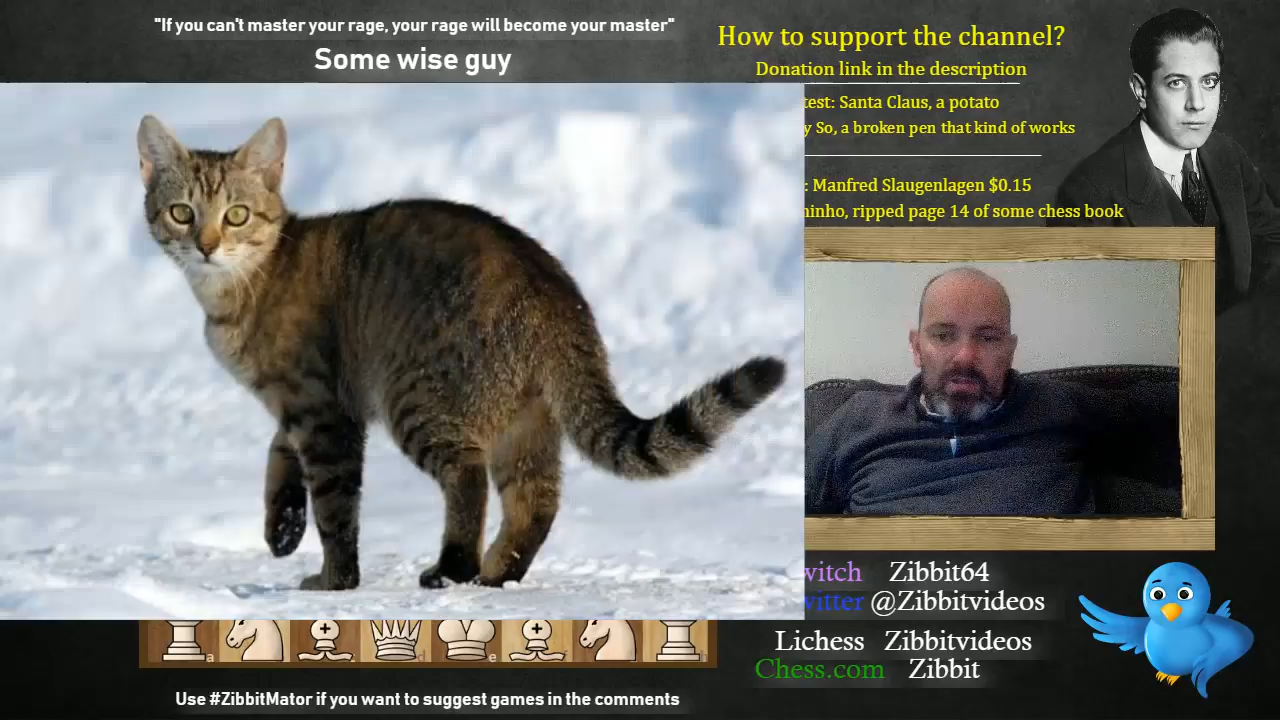 "If you can't master your rage, your rage will become your master"
Some wise guy
How to support the channel?
Donation link in the description
test: Santa Claus, a potato
y So, a broken pen that kind of works
: Manfred Slaugenlagen $0.15
ninho, ripped page 14 of some chess book
witch Zibbit64
witter @Zibbitvideos
Lichess Zibbitvideos
Chess.com Zibbit
a
d
e
h
Use #ZibbitMator if you want to suggest games in the comments